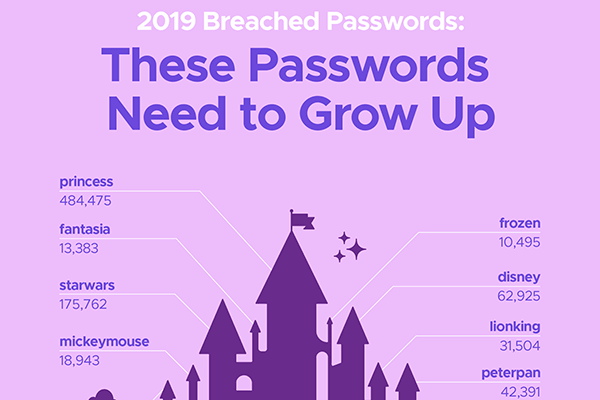 2019 Breached Passwords:
These Passwords
Need to Grow Up
princess
484,475
fantasia
13,383
starwars
175,762
mickeymouse
18,943
frozen
10,495
disney
62,925
lionking
31,504
peterpan
42,391